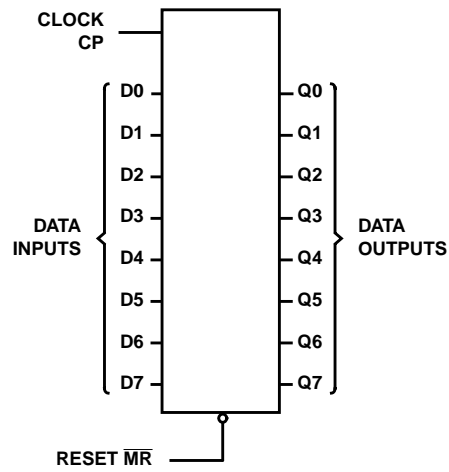 CLOCK
CP
D0
Q0
D1
Q1
D2
Q2
D3
Q3
DATA
INPUTS
DATA
OUTPUTS
D4
Q4
D5
Q5
D6
Q6
D7
Q7
RESET M̅R̅